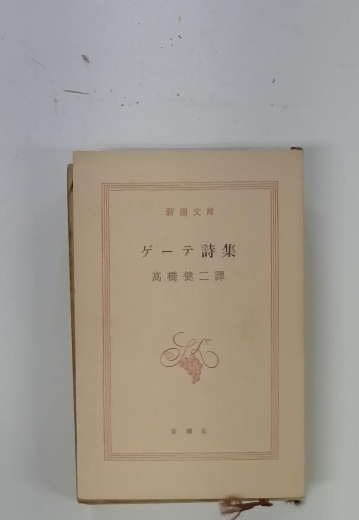 新潮文庫
ゲーテ詩集
高橋健二譯
新潮社